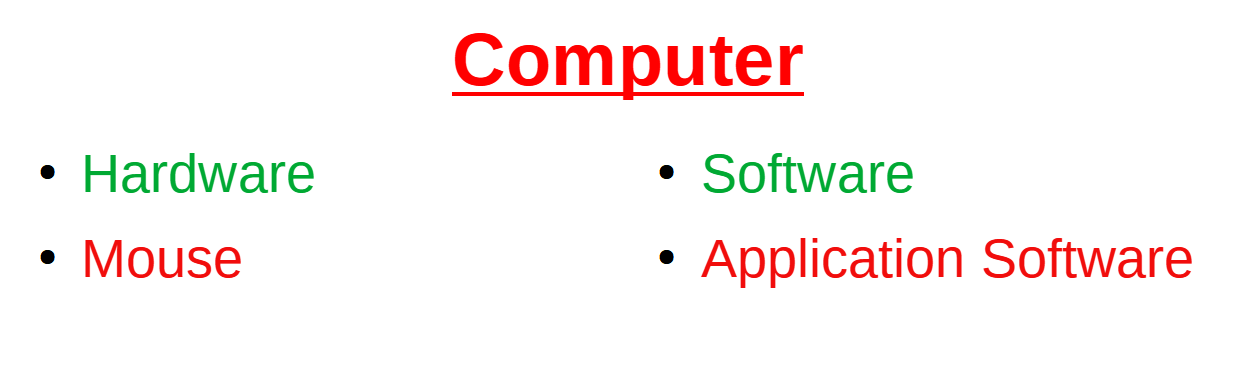 Computer
• Hardware
• Mouse
• Software
• Application Software